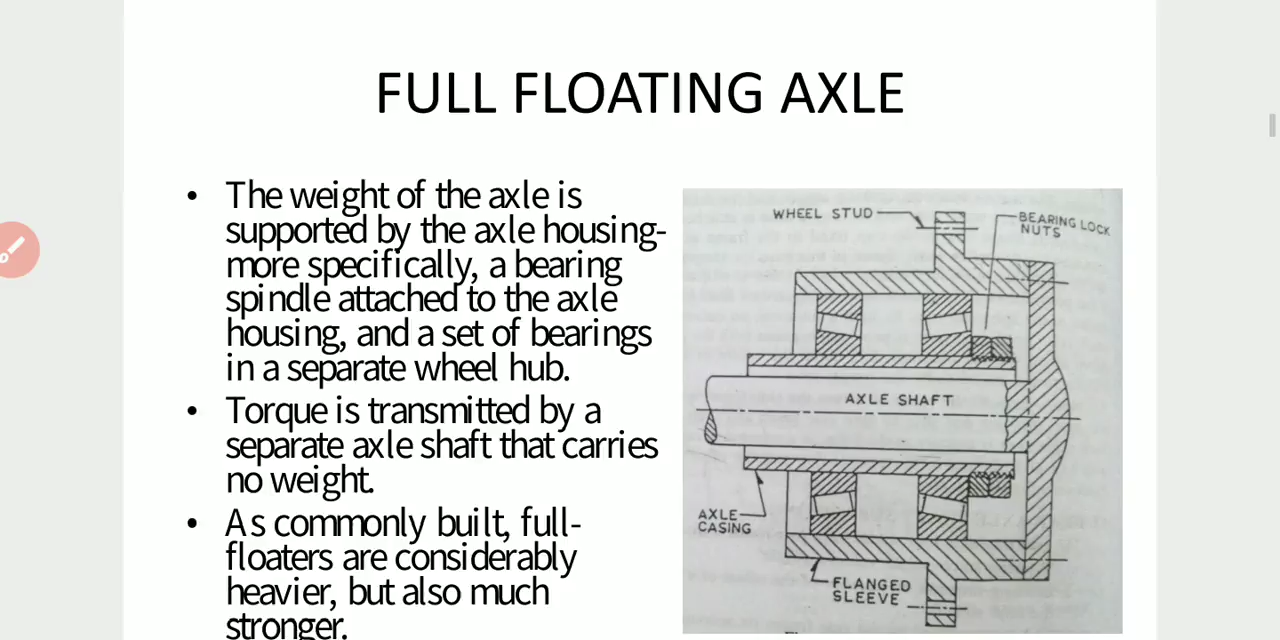 FULL FLOATING AXLE
• The weight of the axle is
supported by the axle housing-
more specifically, a bearing
spindle attached to the axle
housing, and a set of bearings
in a separate wheel hub.
• Torque is transmitted by a
separate axle shaft that carries
no weight.
• As commonly built, full-
floaters are considerably
heavier, but also much
stronger.
WHEEL STUD
BEARING LOCK
NUTS
AXLE SHAFT
AXLE
CASING
FLANGED
SLEEVE